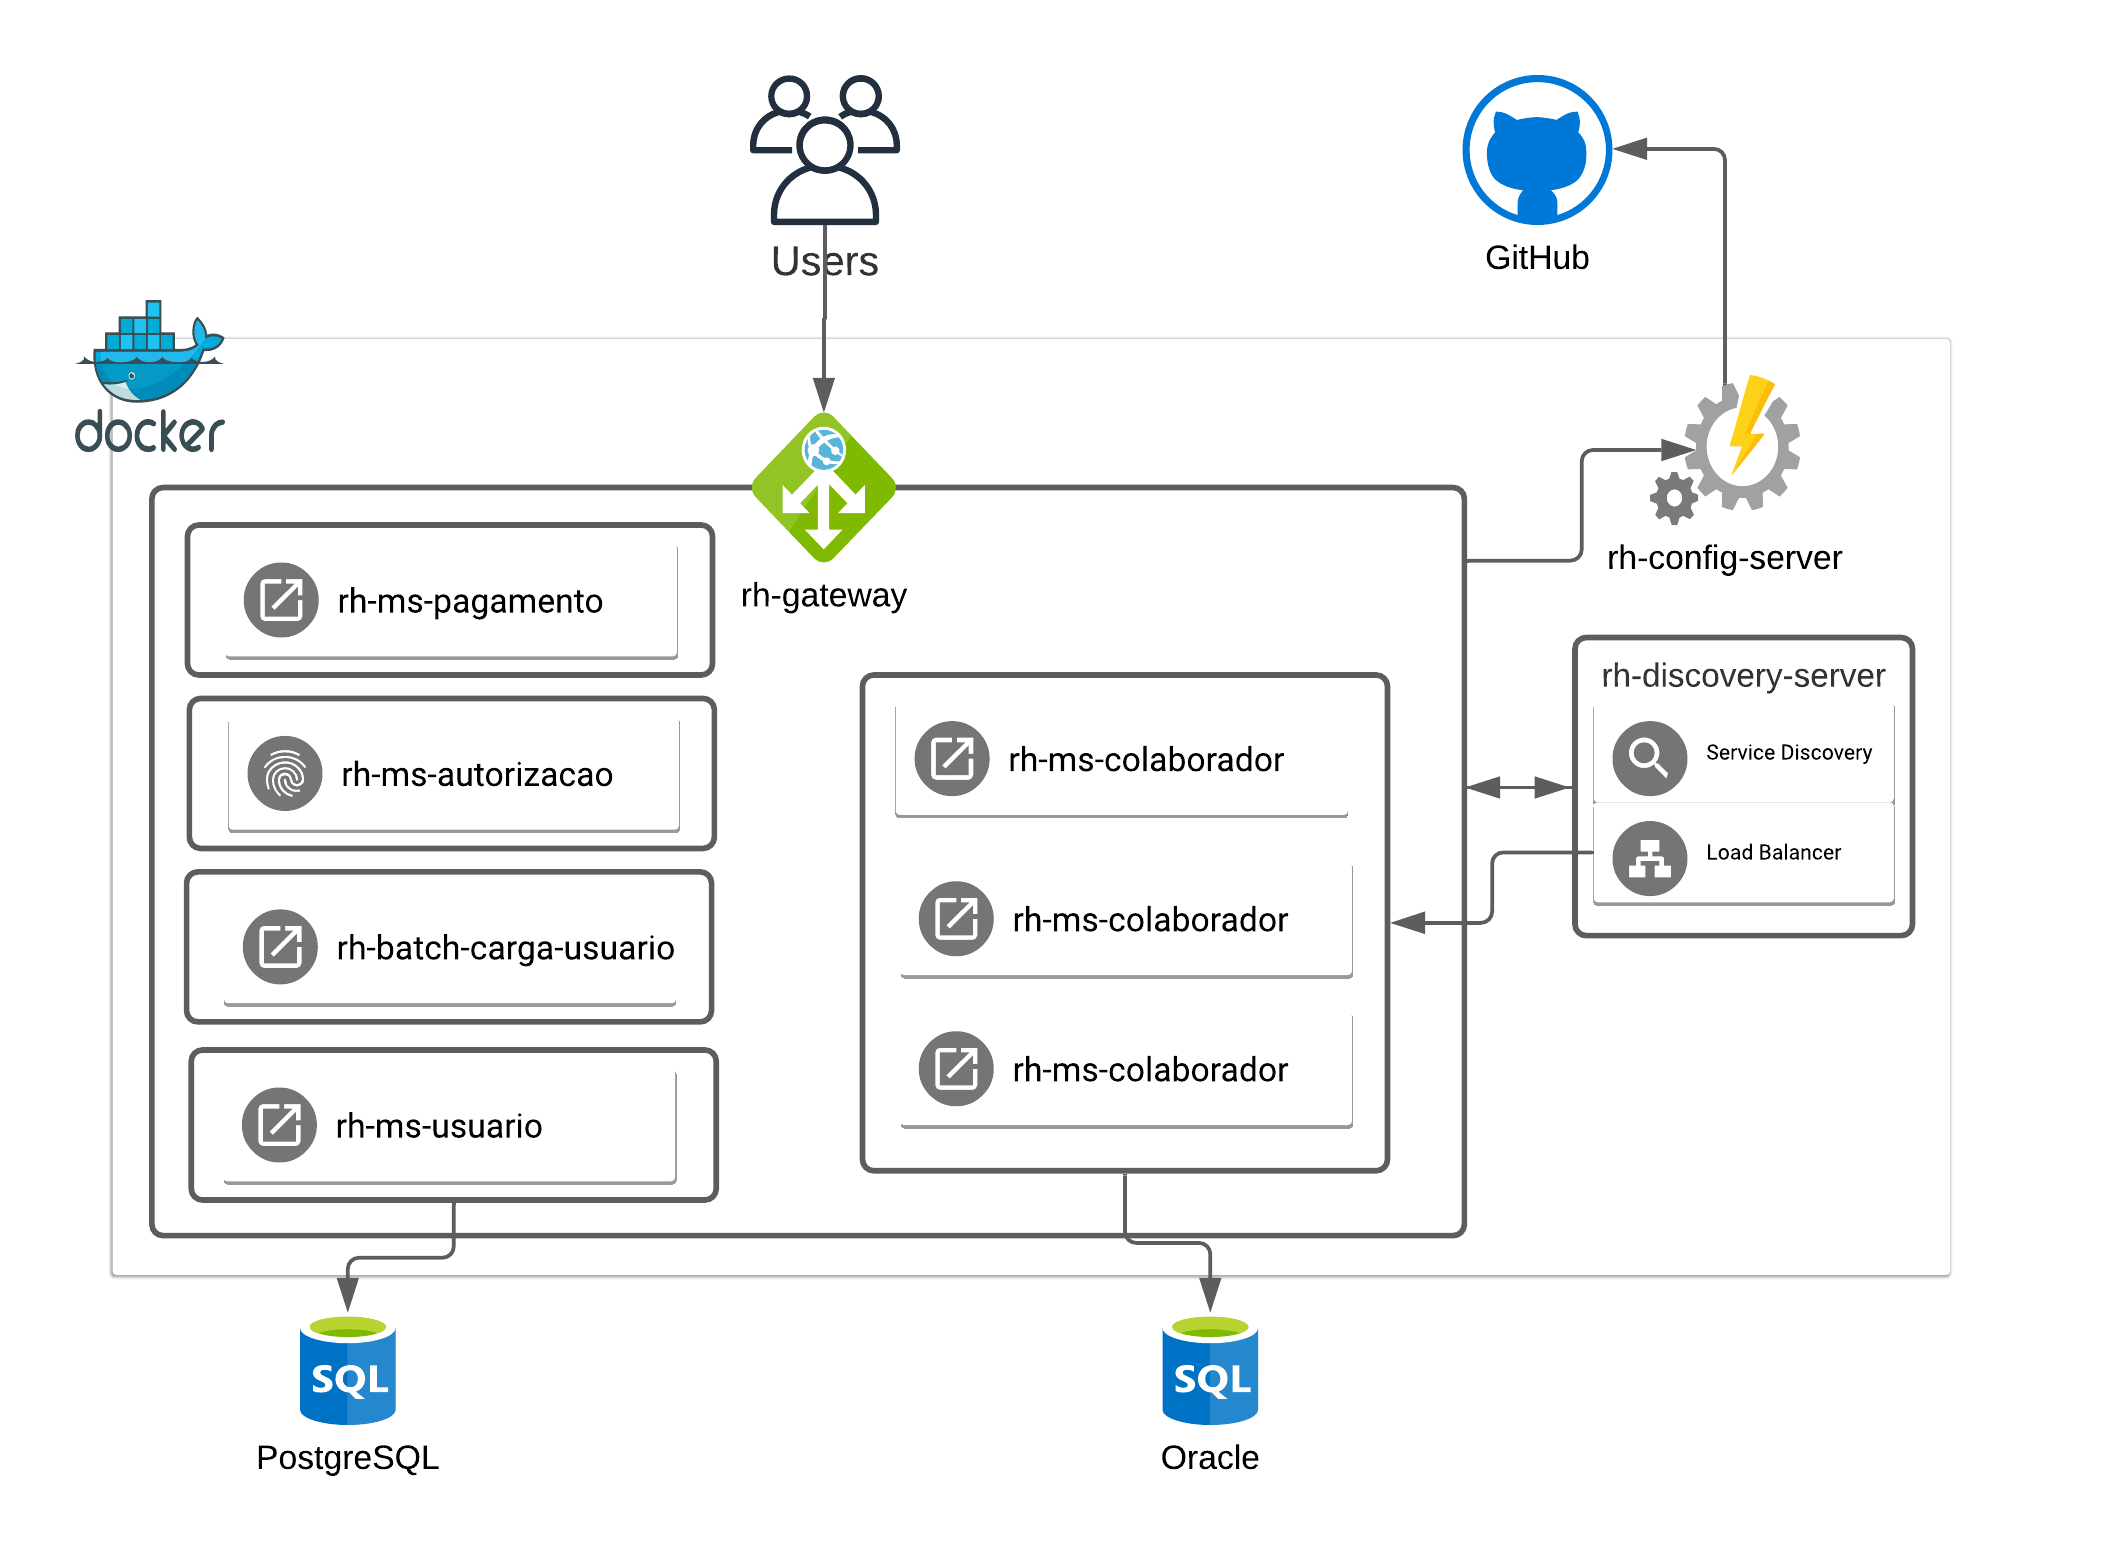 Users
GitHub
docker
rh-gateway
rh-config-server
rh-ms-pagamento
rh-ms-autorizacao
rh-batch-carga-usuario
rh-ms-usuario
rh-ms-colaborador
rh-ms-colaborador
rh-ms-colaborador
rh-discovery-server
Service Discovery
Load Balancer
SQL
PostgreSQL
SQL
Oracle